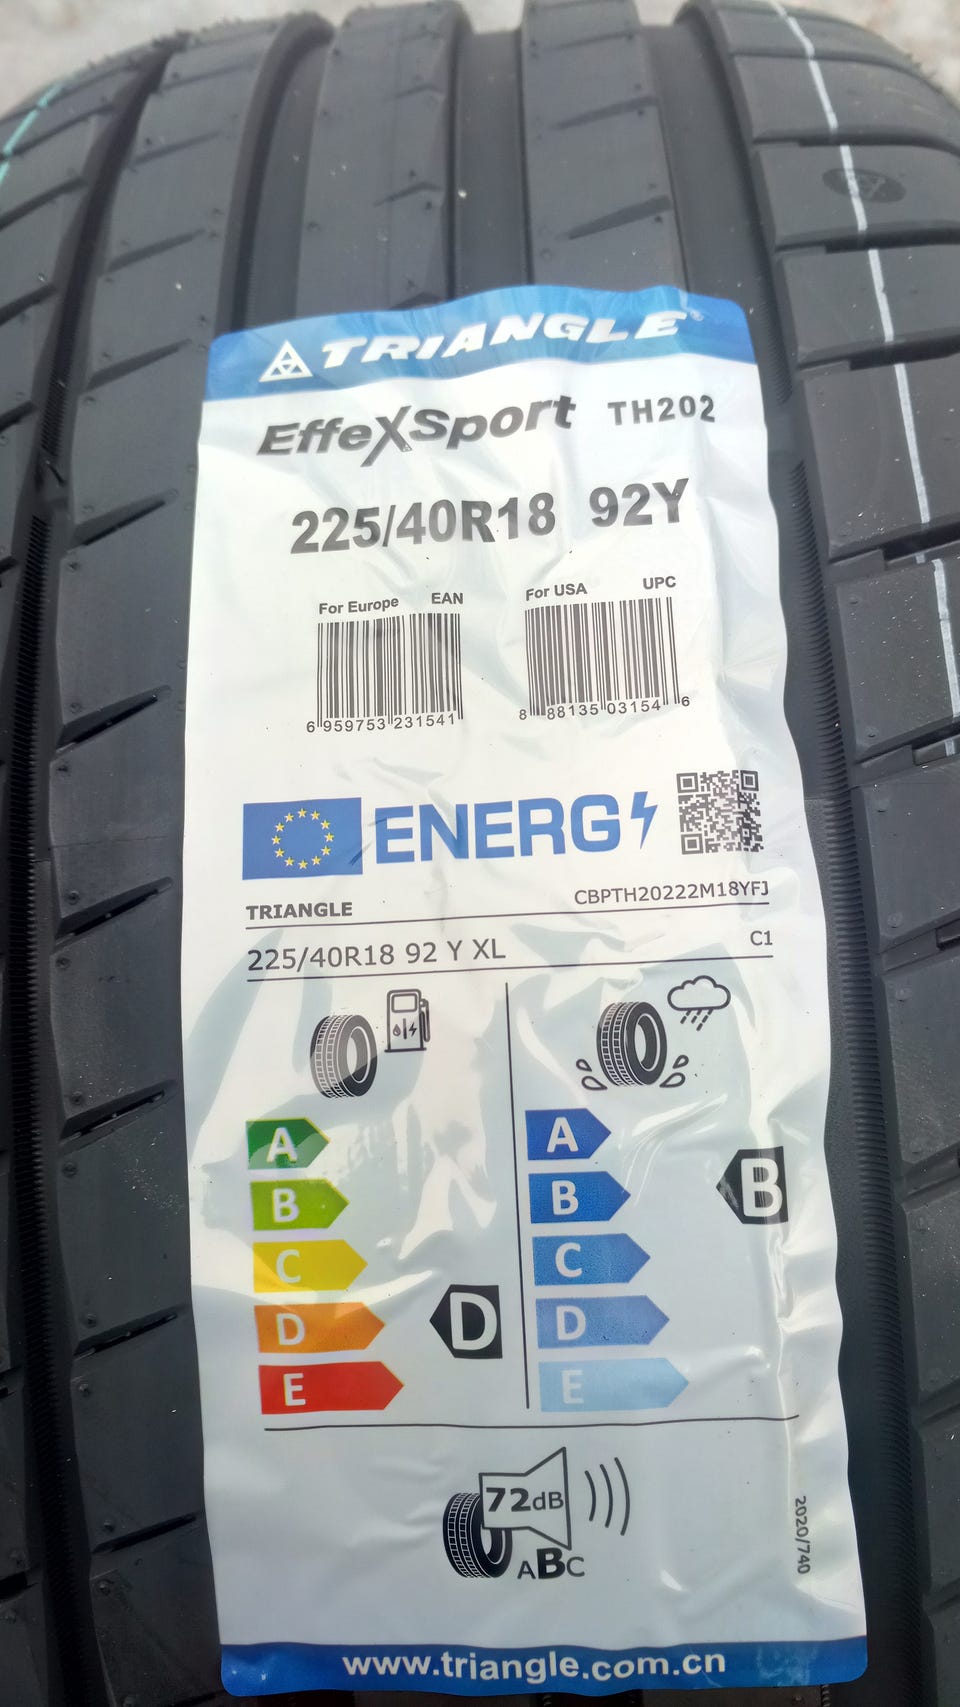 TRIANGLE®
EffeXSport TH202
225/40R18 92Y
For Europe EAN
For USA UPC
6 959753 231541
8 88135 03154 6
ENERG
TRIANGLE CBPTH20222M18YFJ
225/40R18 92 Y XL C1
A A
B B B
C C
D D D
E E
72dB
ABC
2020/740
www.triangle.com.cn